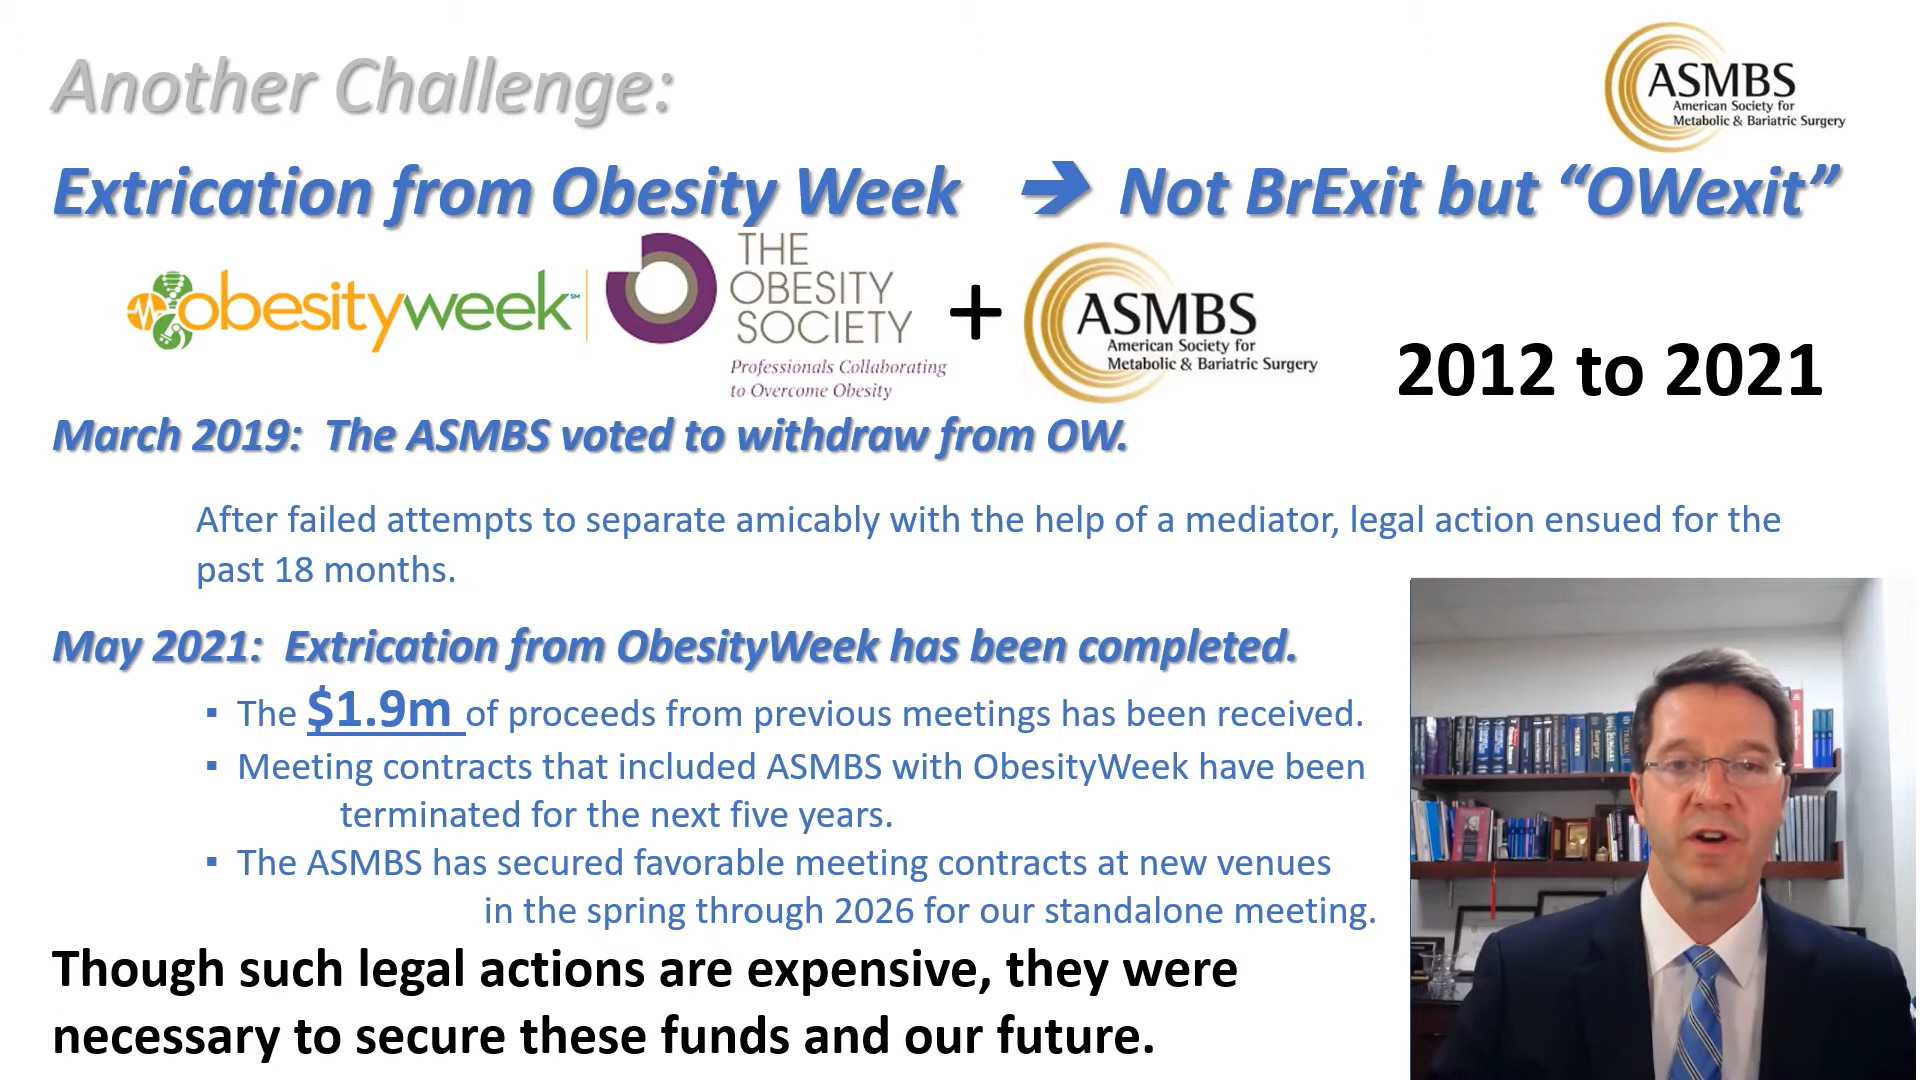 Another Challenge:
ASMBS
American Society for
Metabolic & Bariatric Surgery
Extrication from Obesity Week → Not BrExit but “OWexit”
obesityweek℠
THE
OBESITY
SOCIETY
Professionals Collaborating
to Overcome Obesity
+
ASMBS
American Society for
Metabolic & Bariatric Surgery
2012 to 2021
March 2019: The ASMBS voted to withdraw from OW.
After failed attempts to separate amicably with the help of a mediator, legal action ensued for the
past 18 months.
May 2021: Extrication from ObesityWeek has been completed.
▪ The $1.9m of proceeds from previous meetings has been received.
▪ Meeting contracts that included ASMBS with ObesityWeek have been
terminated for the next five years.
▪ The ASMBS has secured favorable meeting contracts at new venues
in the spring through 2026 for our standalone meeting.
Though such legal actions are expensive, they were
necessary to secure these funds and our future.